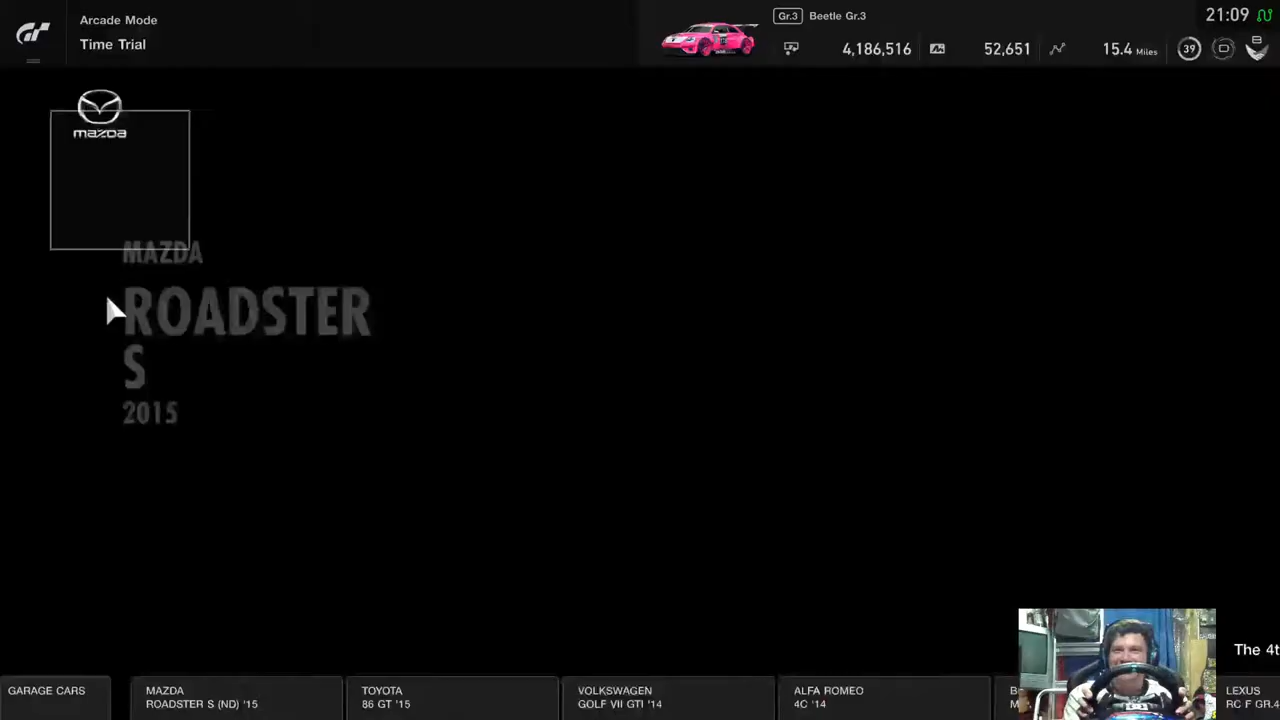 Arcade Mode
Time Trial
Gr.3 Beetle Gr.3
4,186,516 52,651 15.4 Miles 39
21:09
mazda
MAZDA
ROADSTER
S
2015
The 4t
GARAGE CARS
MAZDA
ROADSTER S (ND) '15
TOYOTA
86 GT '15
VOLKSWAGEN
GOLF VII GTI '14
ALFA ROMEO
4C '14
LEXUS
RC F GR.4